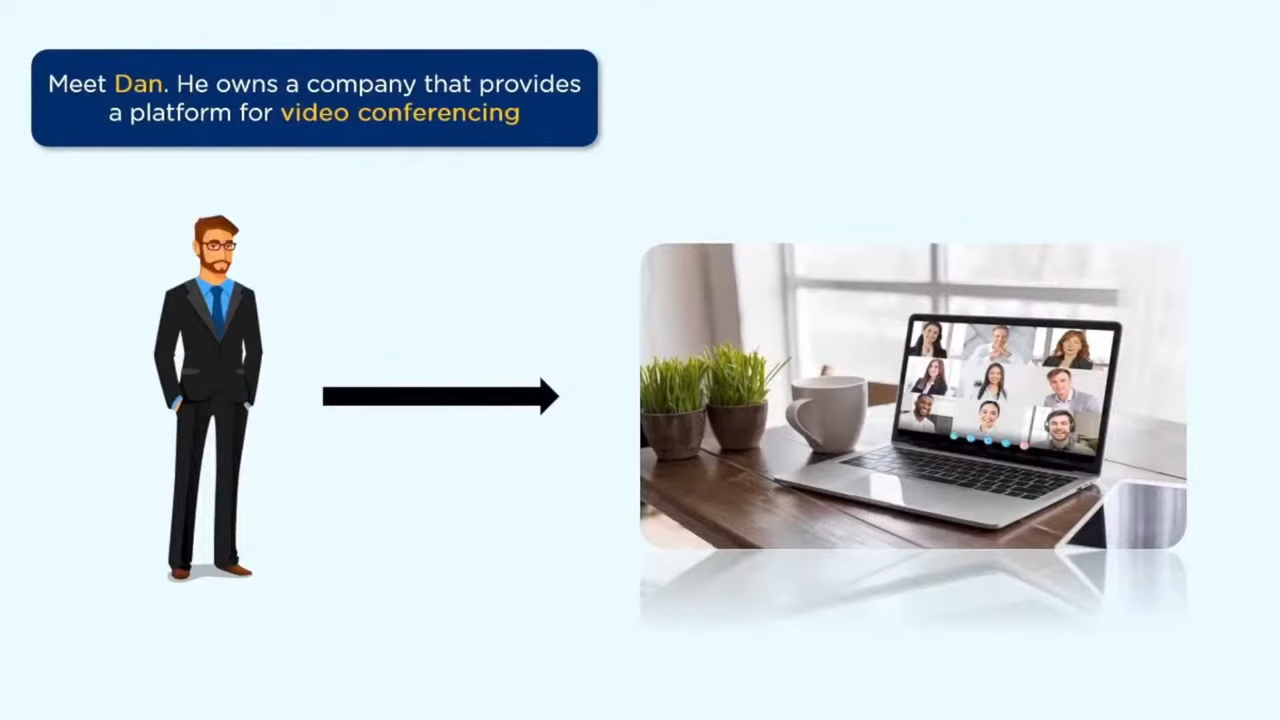 Meet Dan. He owns a company that provides
a platform for video conferencing